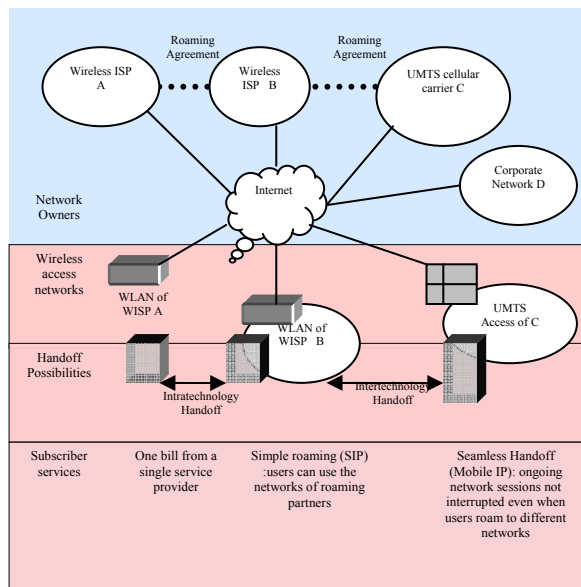 Roaming
Agreement
Roaming
Agreement
Wireless ISP
A
Wireless
ISP B
UMTS cellular
carrier C
Internet
Corporate
Network D
Network
Owners
Wireless
access
networks
WLAN of
WISP A
WLAN of
WISP B
UMTS
Access of C
Handoff
Possibilities
Intratechnology
Handoff
Intertechnology
Handoff
Subscriber
services
One bill from a
single service
provider
Simple roaming (SIP)
:users can use the
networks of roaming
partners
Seamless Handoff
(Mobile IP): ongoing
network sessions not
interrupted even when
users roam to different
networks